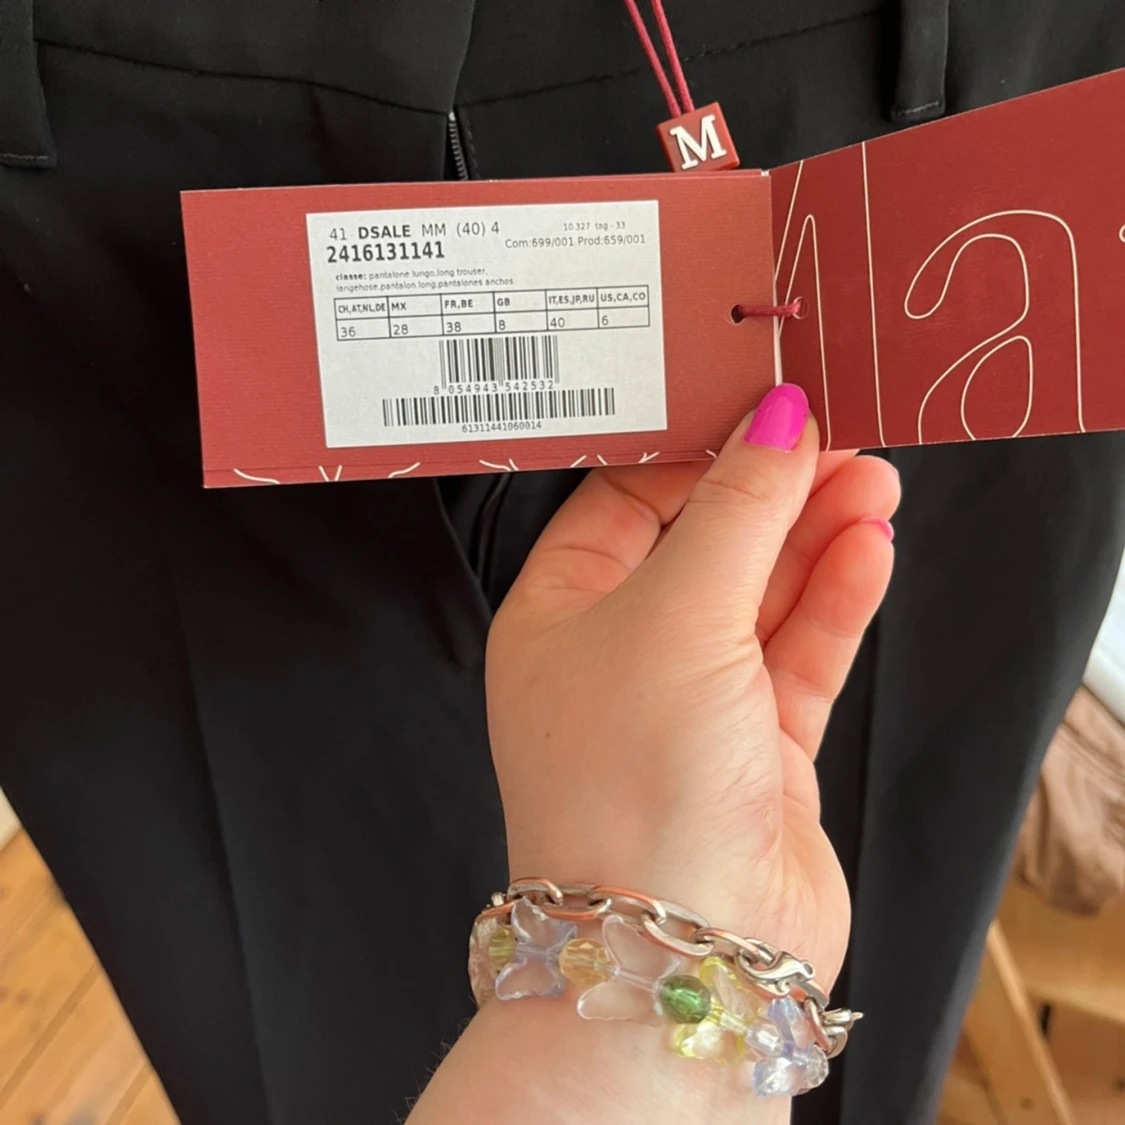 M
41 DSALE MM (40) 4
10.327 tag - 33
2416131141
Com:699/001 Prod:659/001
classe: pantalone lungo,long trouser,
langehose,pantalon long,pantalones anchos
CH,AT,NL,DE MX FR,BE GB IT,ES,JP,RU US,CA,CO
36 28 38 8 40 6
8 054943 542532
61311441060014
Ma